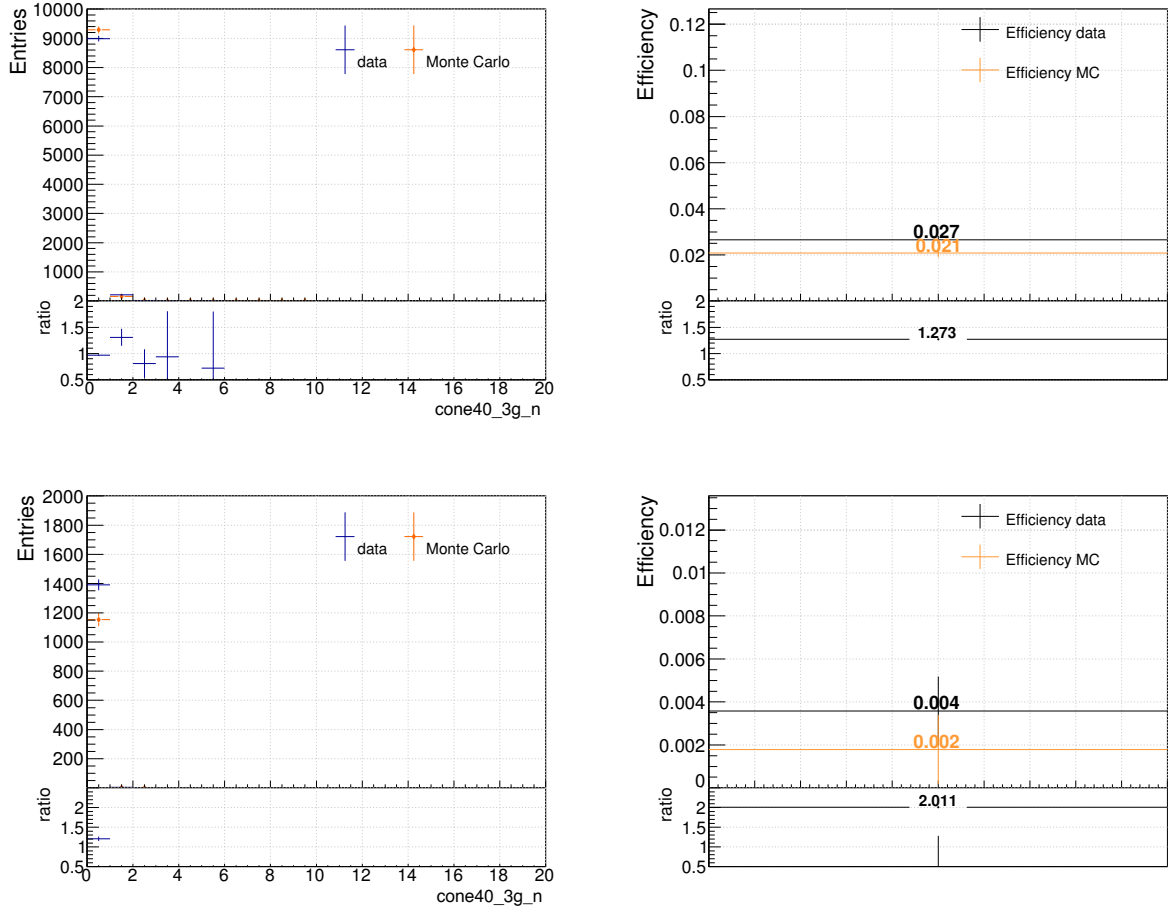 Entries
10000
9000
8000
7000
6000
5000
4000
3000
2000
1000
data
Monte Carlo
ratio
2
1.5
1
0.5
0 2 4 6 8 10 12 14 16 18 20
cone40_3g_n
Efficiency
0.12
0.1
0.08
0.06
0.04
0.02
Efficiency data
Efficiency MC
0.027
0.021
ratio
2
1.5
1
0.5
1.273
Entries
2000
1800
1600
1400
1200
1000
800
600
400
200
data
Monte Carlo
ratio
2
1.5
1
0.5
0 2 4 6 8 10 12 14 16 18 20
cone40_3g_n
Efficiency
0.012
0.01
0.008
0.006
0.004
0.002
0
Efficiency data
Efficiency MC
0.004
0.002
ratio
2
1.5
1
0.5
2.011